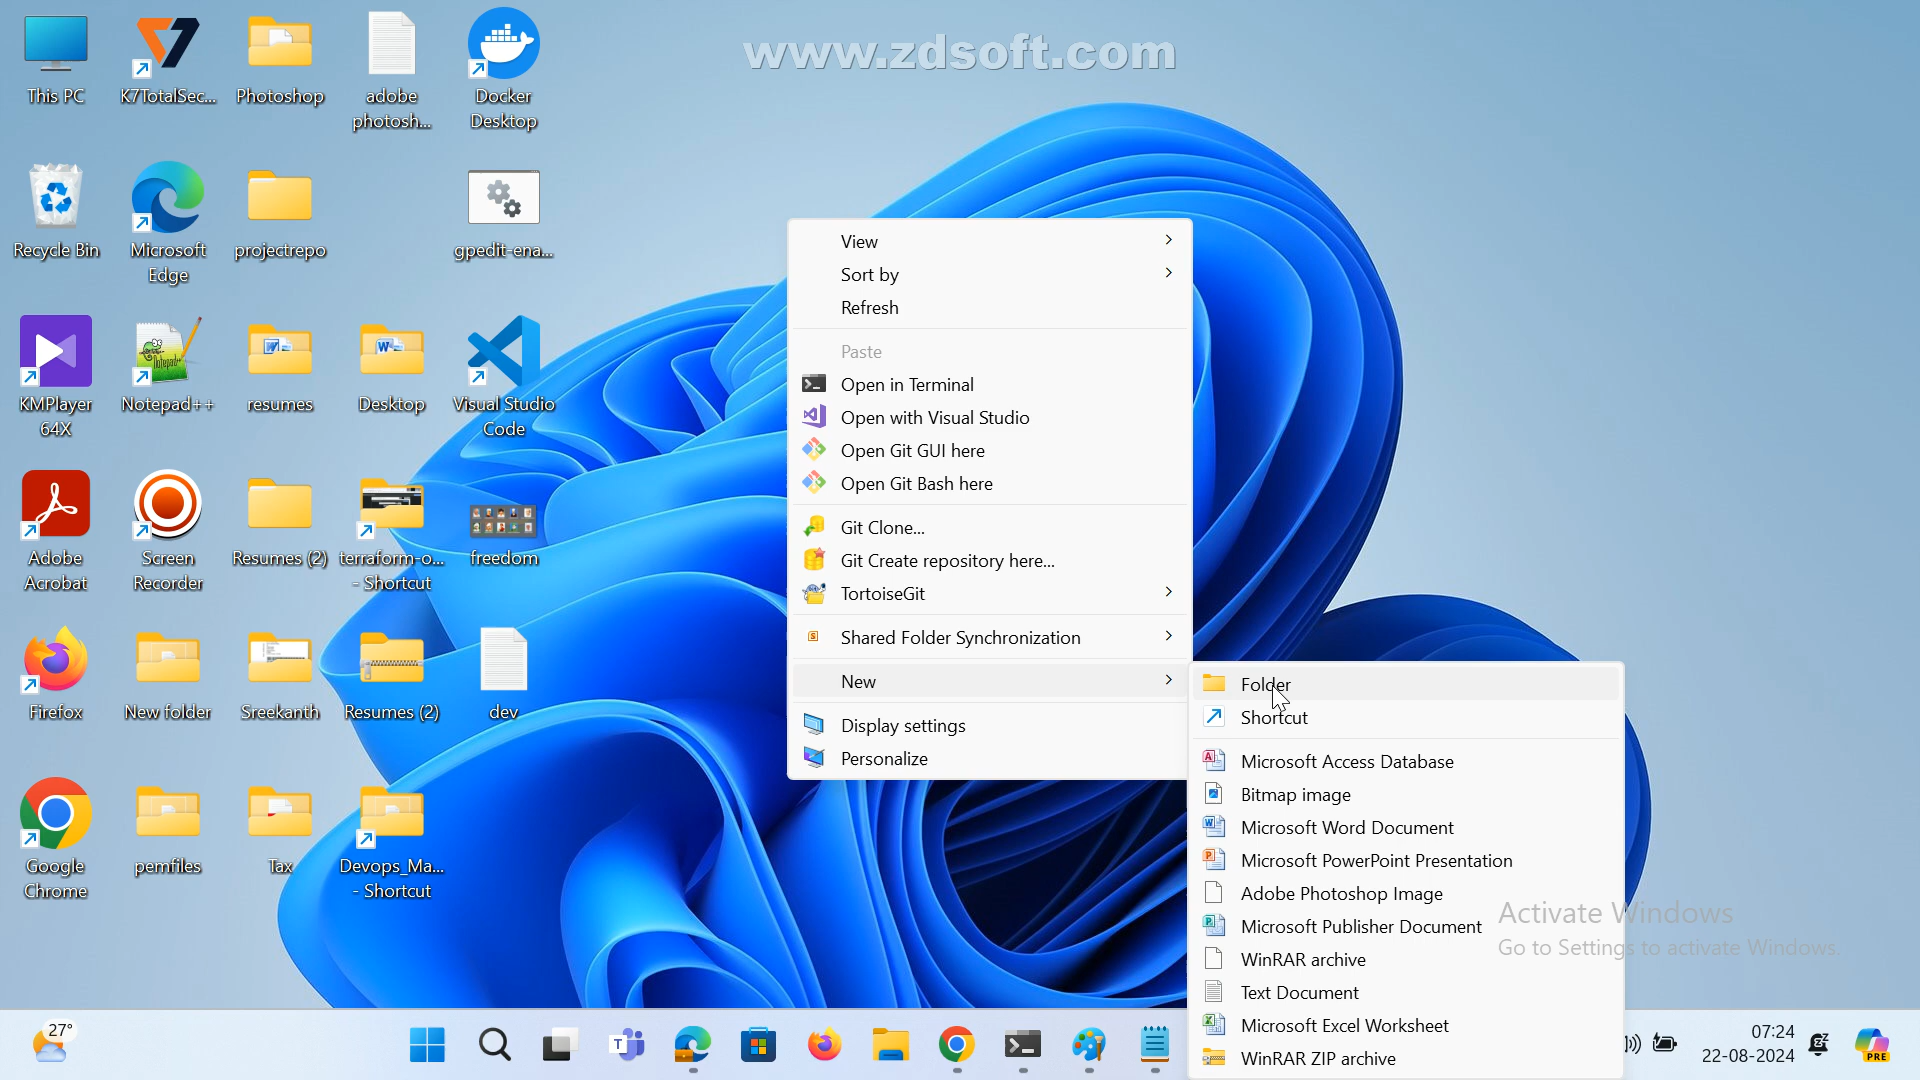 www.zdsoft.com
This PC
K7TotalSec...
Photoshop
adobe
photosh...
Docker
Desktop
Recycle Bin
Microsoft
Edge
projectrepo
gpedit-ena...
KMPlayer
64X
Notepad++
resumes
Desktop
Visual Studio
Code
Adobe
Acrobat
Screen
Recorder
Resumes (2)
terraform-o...
- Shortcut
freedom
Firefox
New folder
Sreekanth
Resumes (2)
dev
Google
Chrome
pemfiles
Tax
Devops_Ma...
- Shortcut
View
Sort by
Refresh
Paste
Open in Terminal
Open with Visual Studio
Open Git GUI here
Open Git Bash here
Git Clone...
Git Create repository here...
TortoiseGit
Shared Folder Synchronization
New
Display settings
Personalize
Folder
Shortcut
Microsoft Access Database
Bitmap image
Microsoft Word Document
Microsoft PowerPoint Presentation
Adobe Photoshop Image
Microsoft Publisher Document
WinRAR archive
Text Document
Microsoft Excel Worksheet
WinRAR ZIP archive
Activate Windows
Go to Settings to activate Windows.
27°
07:24
22-08-2024
PRE